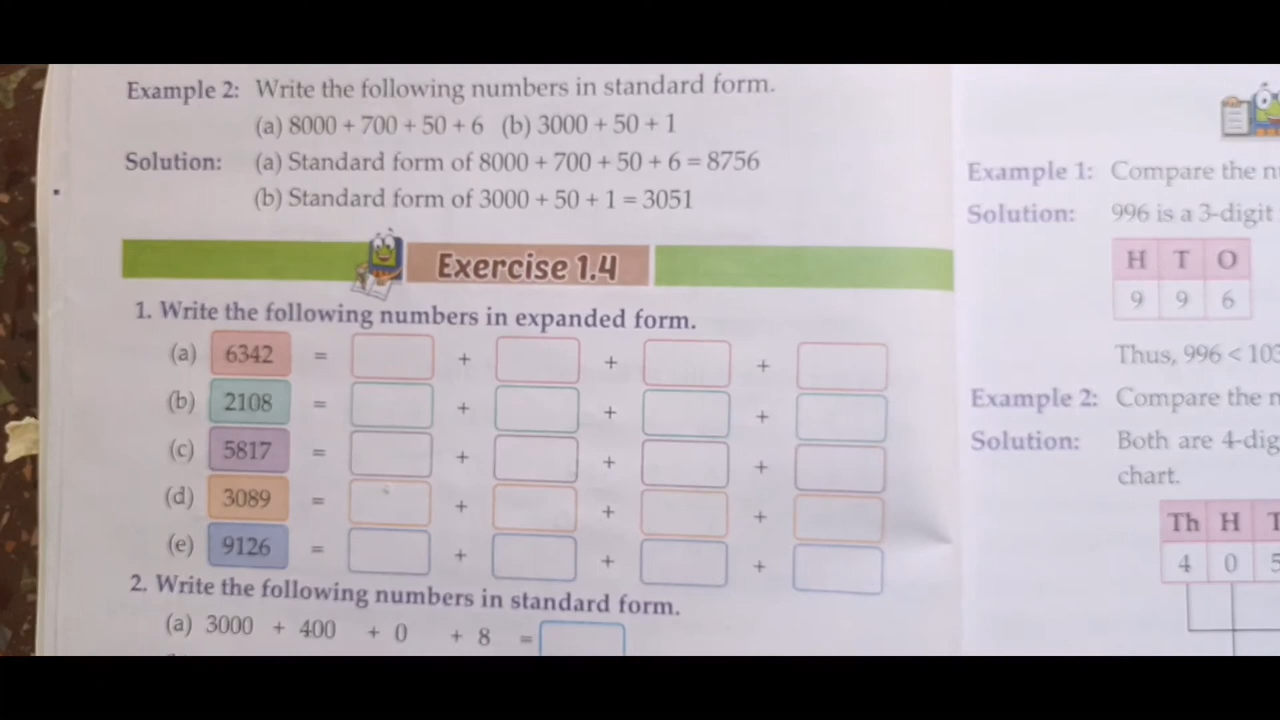 Example 2: Write the following numbers in standard form.
(a) 8000 + 700 + 50 + 6 (b) 3000 + 50 + 1
Solution: (a) Standard form of 8000 + 700 + 50 + 6 = 8756
(b) Standard form of 3000 + 50 + 1 = 3051
Exercise 1.4
1. Write the following numbers in expanded form.
(a) 6342 = + + +
(b) 2108 = + + +
(c) 5817 = + + +
(d) 3089 = + + +
(e) 9126 = + + +
2. Write the following numbers in standard form.
(a) 3000 + 400 + 0 + 8 =
Example 1: Compare the
Solution: 996 is a 3-digit
H T O
9 9 6
Thus, 996 <
Example 2: Compare the
Solution: Both are
chart.
Th H T
4 0 5